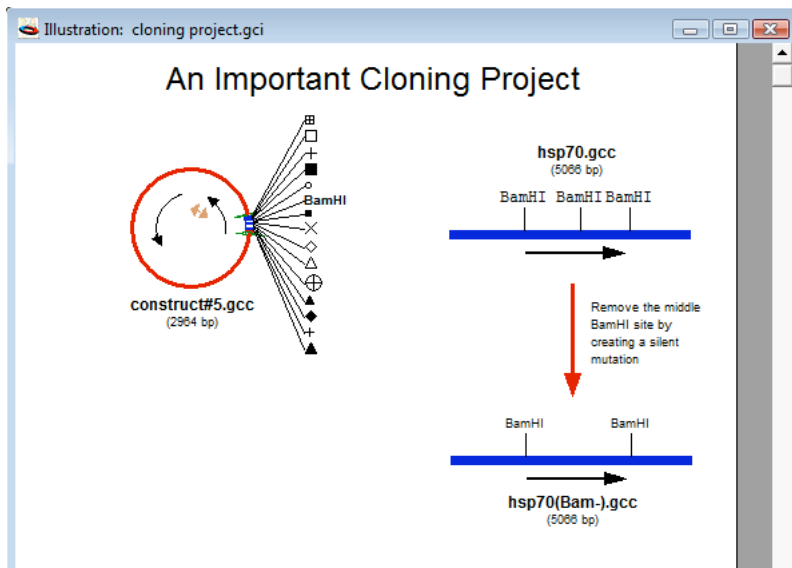 Illustration: cloning project.gci
An Important Cloning Project
BamHI
construct#5.gcc
(2964 bp)
hsp70.gcc
(5066 bp)
BamHI BamHI BamHI
Remove the middle
BamHI site by
creating a silent
mutation
BamHI BamHI
hsp70(Bam-).gcc
(5066 bp)